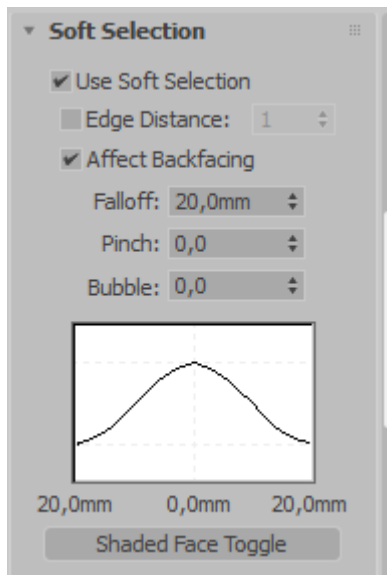 Soft Selection
Use Soft Selection
Edge Distance: 1
Affect Backfacing
Falloff: 20,0mm
Pinch: 0,0
Bubble: 0,0
20,0mm 0,0mm 20,0mm
Shaded Face Toggle